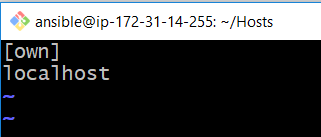 ansible@ip-172-31-14-255: ~/Hosts
[own]
localhost
~
~